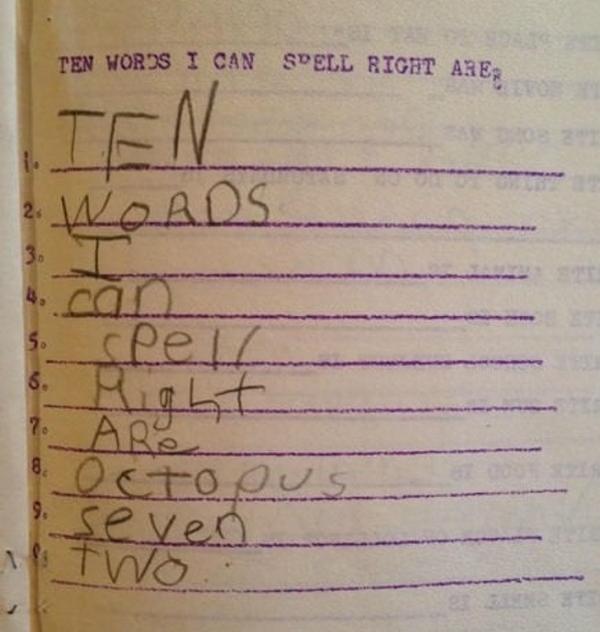 TEN WORDS I CAN SPELL RIGHT ARE:
1. TEN
2. WORDS
3. I
4. can
5. spell
6. Right
7. ARe
8. Octopus
9. seven
two